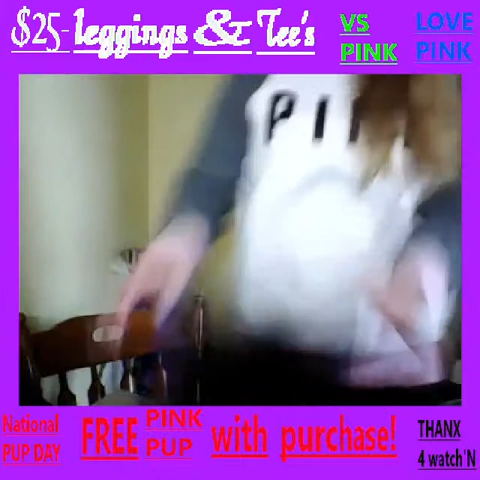 $25- leggings & Tee's
VS
PINK
LOVE
PINK
PI
National
PUP DAY
FREE
PINK
PUP
with purchase!
THANX
4 watch'N